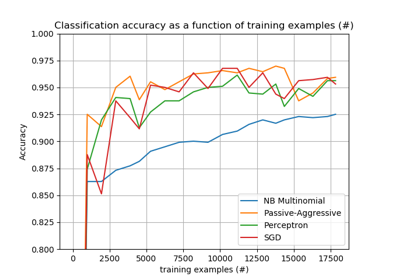 Classification accuracy as a function of training examples (#)
1.000
0.975
0.950
0.925
0.900
0.875
0.850
0.825
0.800
Accuracy
NB Multinomial
Passive-Aggressive
Perceptron
SGD
0 2500 5000 7500 10000 12500 15000 17500
training examples (#)